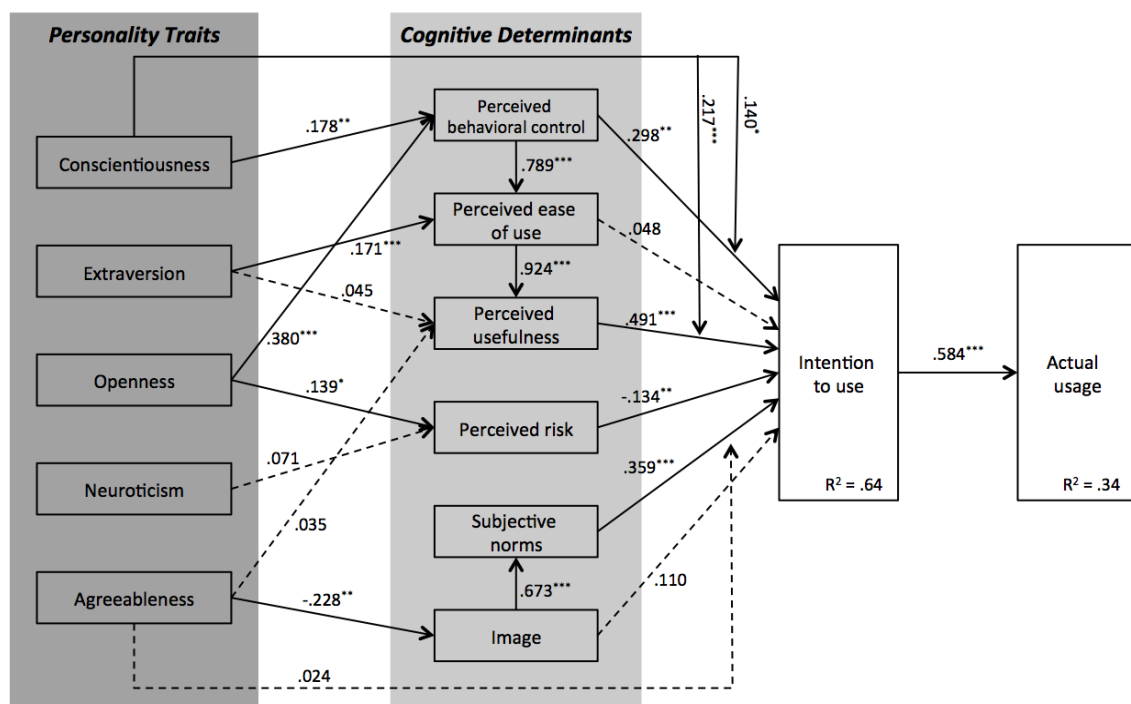 Personality Traits
Cognitive Determinants
Conscientiousness
Extraversion
Openness
Neuroticism
Agreeableness
Perceived
behavioral control
Perceived ease
of use
Perceived
usefulness
Perceived risk
Subjective
norms
Image
Intention
to use
R² = .64
Actual
usage
R² = .34
.178**
.171***
.045
.380***
.139*
.071
.035
-.228**
.024
.789***
.924***
.673***
.298**
.048
.491***
-.134**
.359***
.110
.217***
.140*
.584***